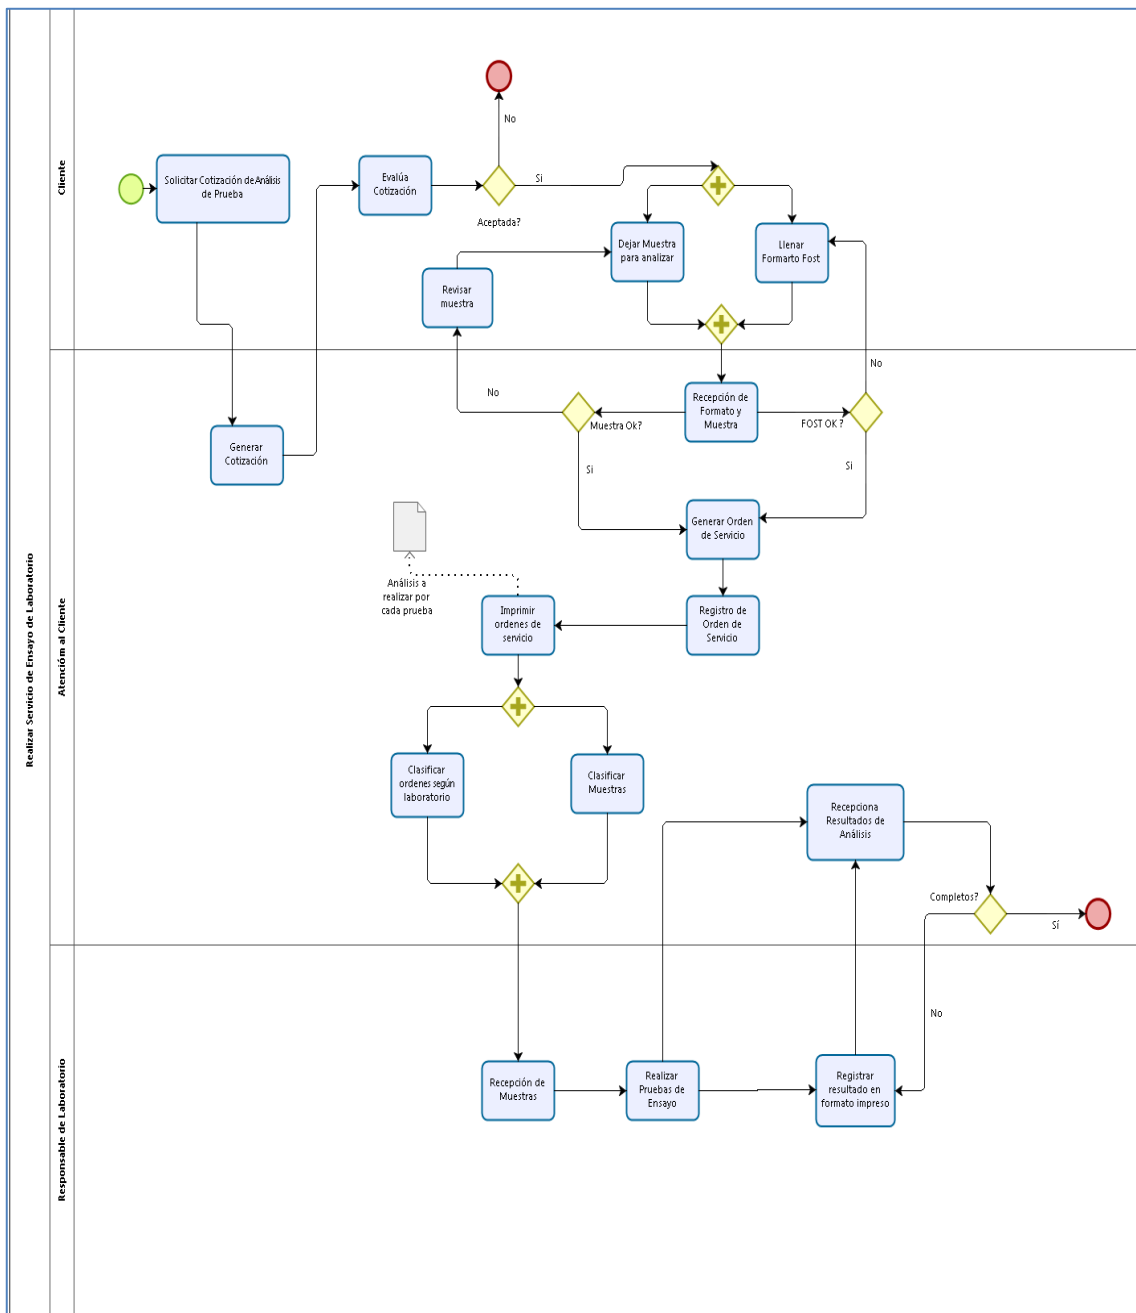 Realizar Servicio de Ensayo de Laboratorio
Cliente
Solicitar Cotización de Análisis
de Prueba
Evalúa
Cotización
No
Si
Aceptada?
Dejar Muestra
para analizar
Llenar
Formarto Fost
Revisar
muestra
Atencióm al Cliente
Generar
Cotización
No
Muestra Ok?
Recepción de
Formato y
Muestra
FOST OK ?
No
Si
Si
Generar Orden
de Servicio
Análisis a
realizar por
cada prueba
Imprimir
ordenes de
servicio
Registro de
Orden de
Servicio
Clasificar
ordenes según
laboratorio
Clasificar
Muestras
Recepciona
Resultados de
Análisis
Completos?
Sí
No
Responsable de Laboratorio
Recepción de
Muestras
Realizar
Pruebas de
Ensayo
Registrar
resultado en
formato impreso